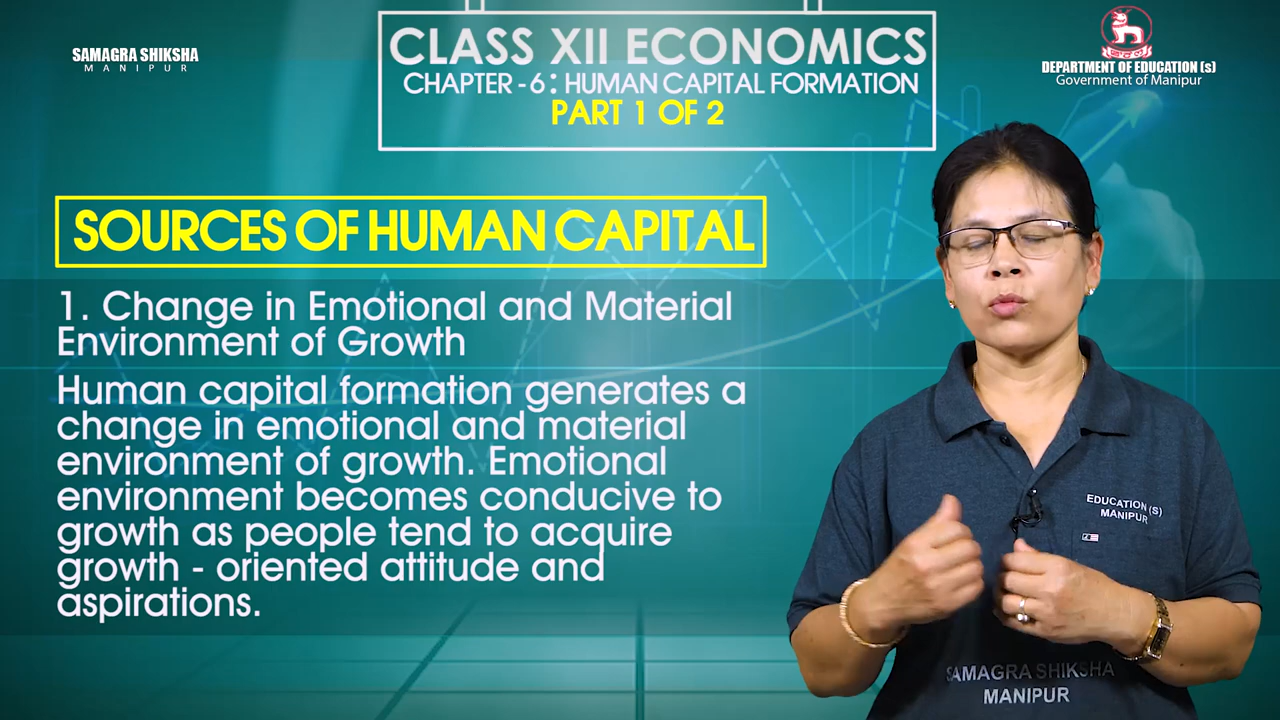 SAMAGRA SHIKSHA
MANIPUR
CLASS XII ECONOMICS
CHAPTER - 6 : HUMAN CAPITAL FORMATION
PART 1 OF 2
DEPARTMENT OF EDUCATION (S)
Government of Manipur
SOURCES OF HUMAN CAPITAL
1. Change in Emotional and Material
Environment of Growth
Human capital formation generates a
change in emotional and material
environment of growth. Emotional
environment becomes conducive to
growth as people tend to acquire
growth - oriented attitude and
aspirations.
EDUCATION (S)
MANIPUR
SAMAGRA SHIKSHA
MANIPUR